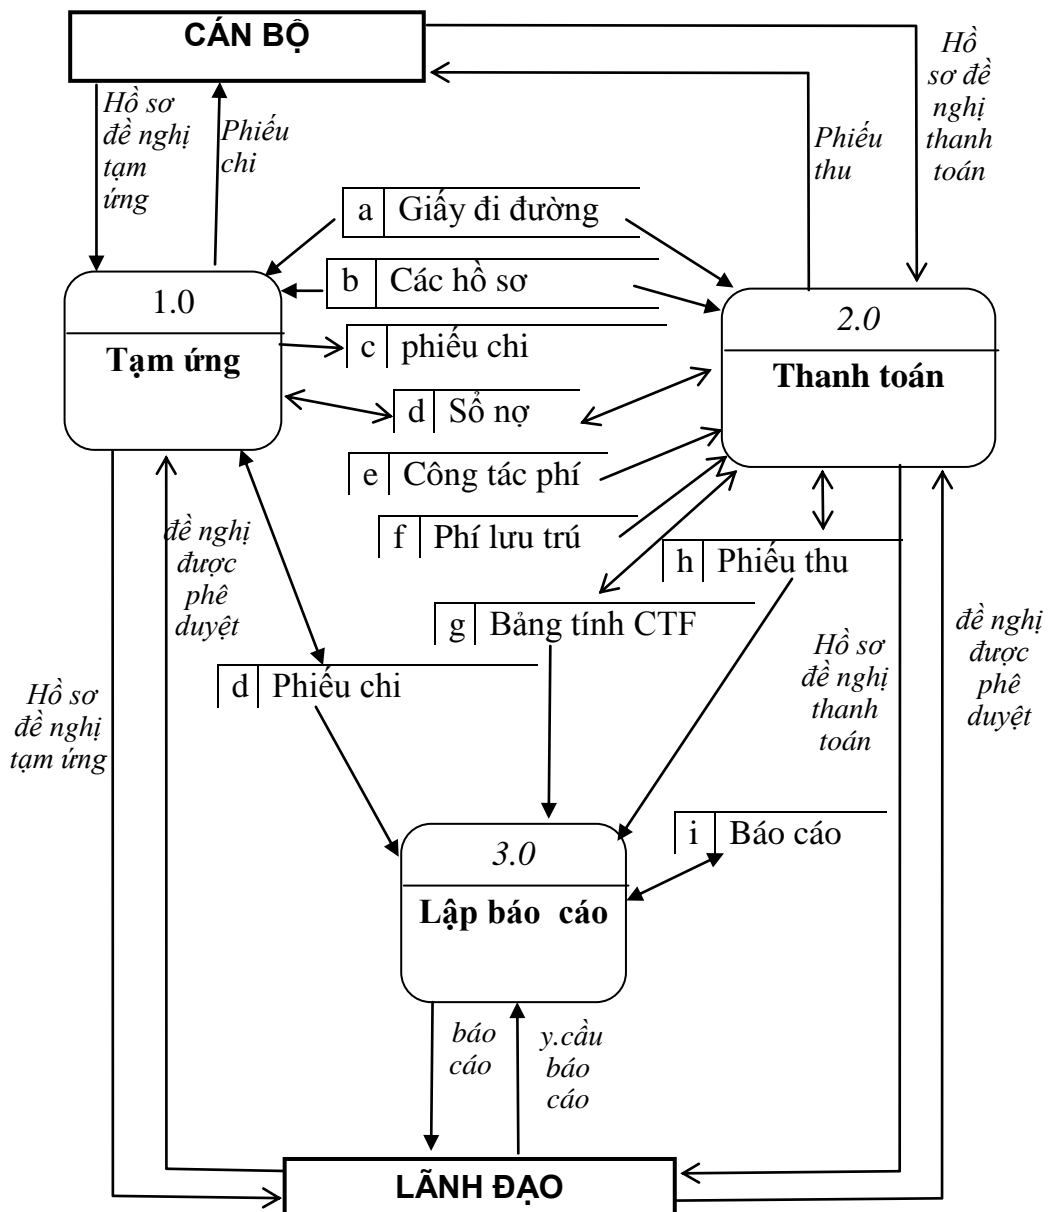 CÁN BỘ
Hồ sơ
đề nghị
tạm
ứng
Phiếu
chi
Phiếu
thu
Hồ
sơ đề
nghị
thanh
toán
a Giấy đi đường
b Các hồ sơ
c phiếu chi
d Sổ nợ
e Công tác phí
f Phí lưu trú
h Phiếu thu
g Bảng tính CTF
d Phiếu chi
i Báo cáo
1.0
Tạm ứng
2.0
Thanh toán
đề nghị
được
phê
duyệt
Hồ sơ
đề nghị
tạm ứng
Hồ sơ
đề nghị
thanh
toán
đề nghị
được
phê
duyệt
3.0
Lập báo cáo
báo
cáo
y.cầu
báo
cáo
LÃNH ĐẠO